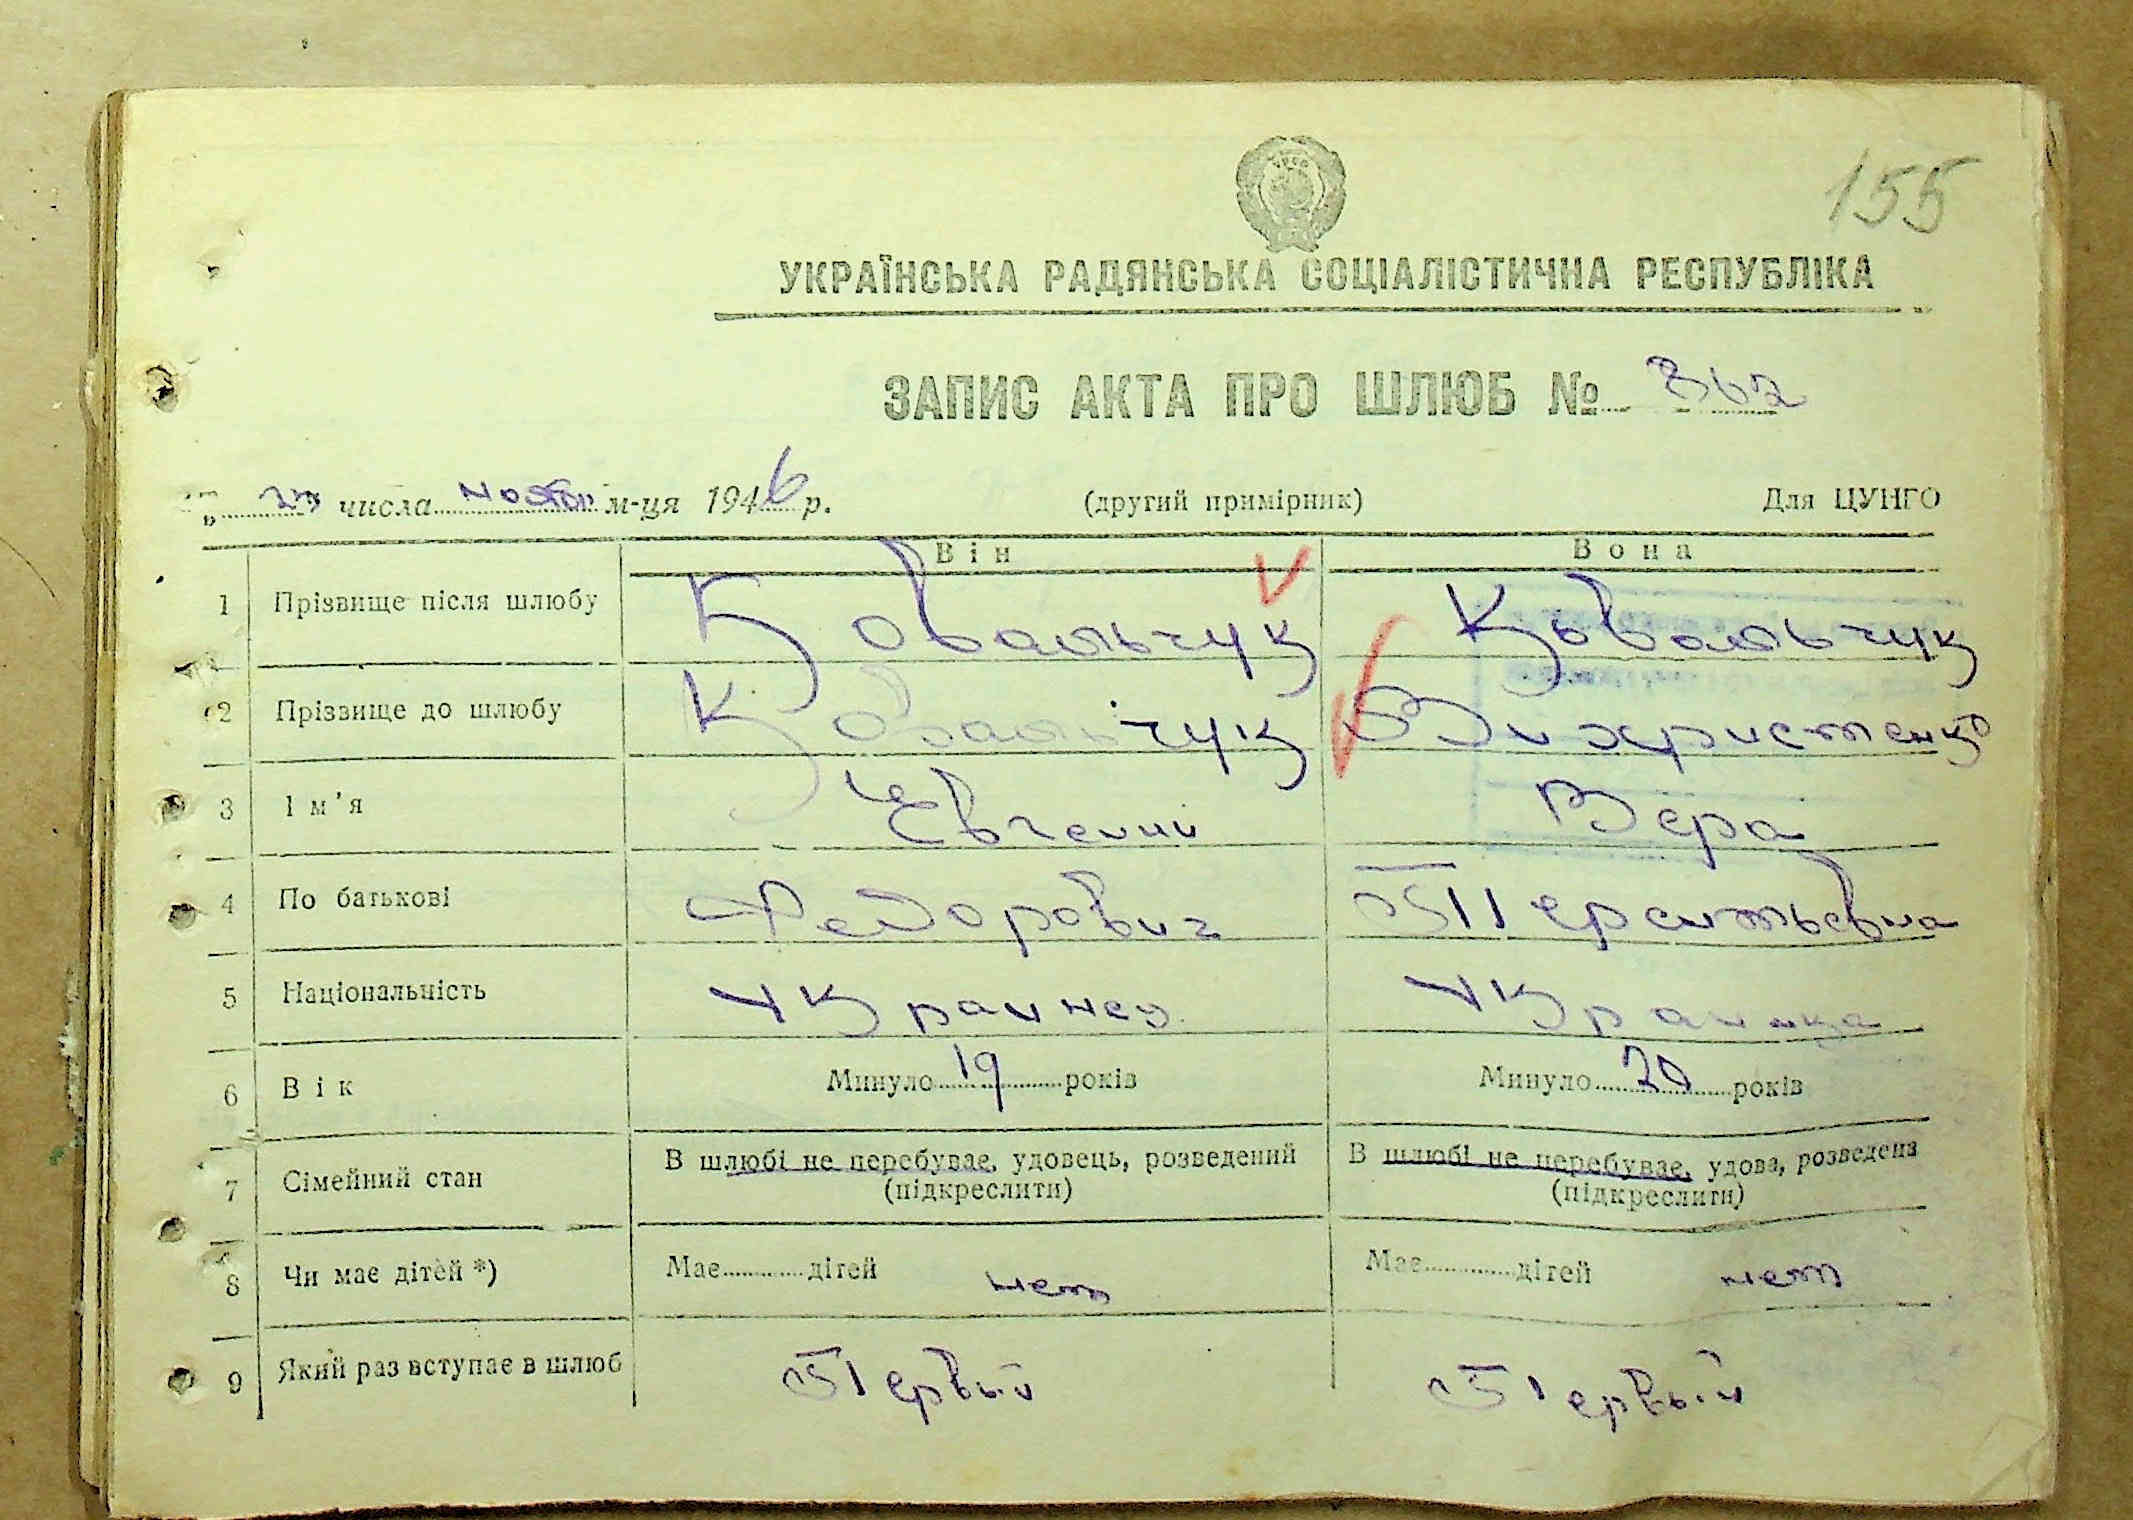 155
УКРАЇНСЬКА РАДЯНСЬКА СОЦІАЛІСТИЧНА РЕСПУБЛІКА
ЗАПИС АКТА ПРО ШЛЮБ № 362
„ числа м-ця 1946 р. (другий примірник) Для ЦУНГО
Він Вона
1 Прізвище після шлюбу Ковальчук Ковальчук
2 Прізвище до шлюбу Ковальчук Вихристенко
3 Ім'я Евгений Вера
4 По батькові Федорович Терентьевна
5 Національність Украинец Украинка
6 Вік Минуло 19 років Минуло 20 років
7 Сімейний стан В шлюбі не перебуває, удовець, розведений В шлюбі не перебуває, удова, розведена
(підкреслити) (підкреслити)
8 Чи має дітей *) Має дітей нет Має дітей нет
9 Який раз вступає в шлюб Первый Первый